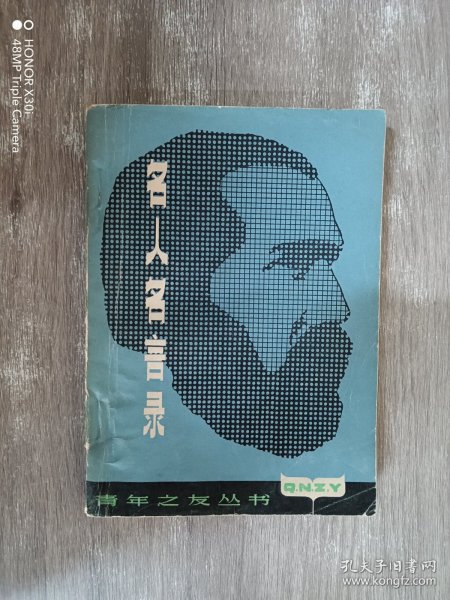 HONOR X30i
48MP Triple Camera
名人名言录
Q.N.Z.Y
青年之友丛书
孔夫子旧书网
www.kongfz.com